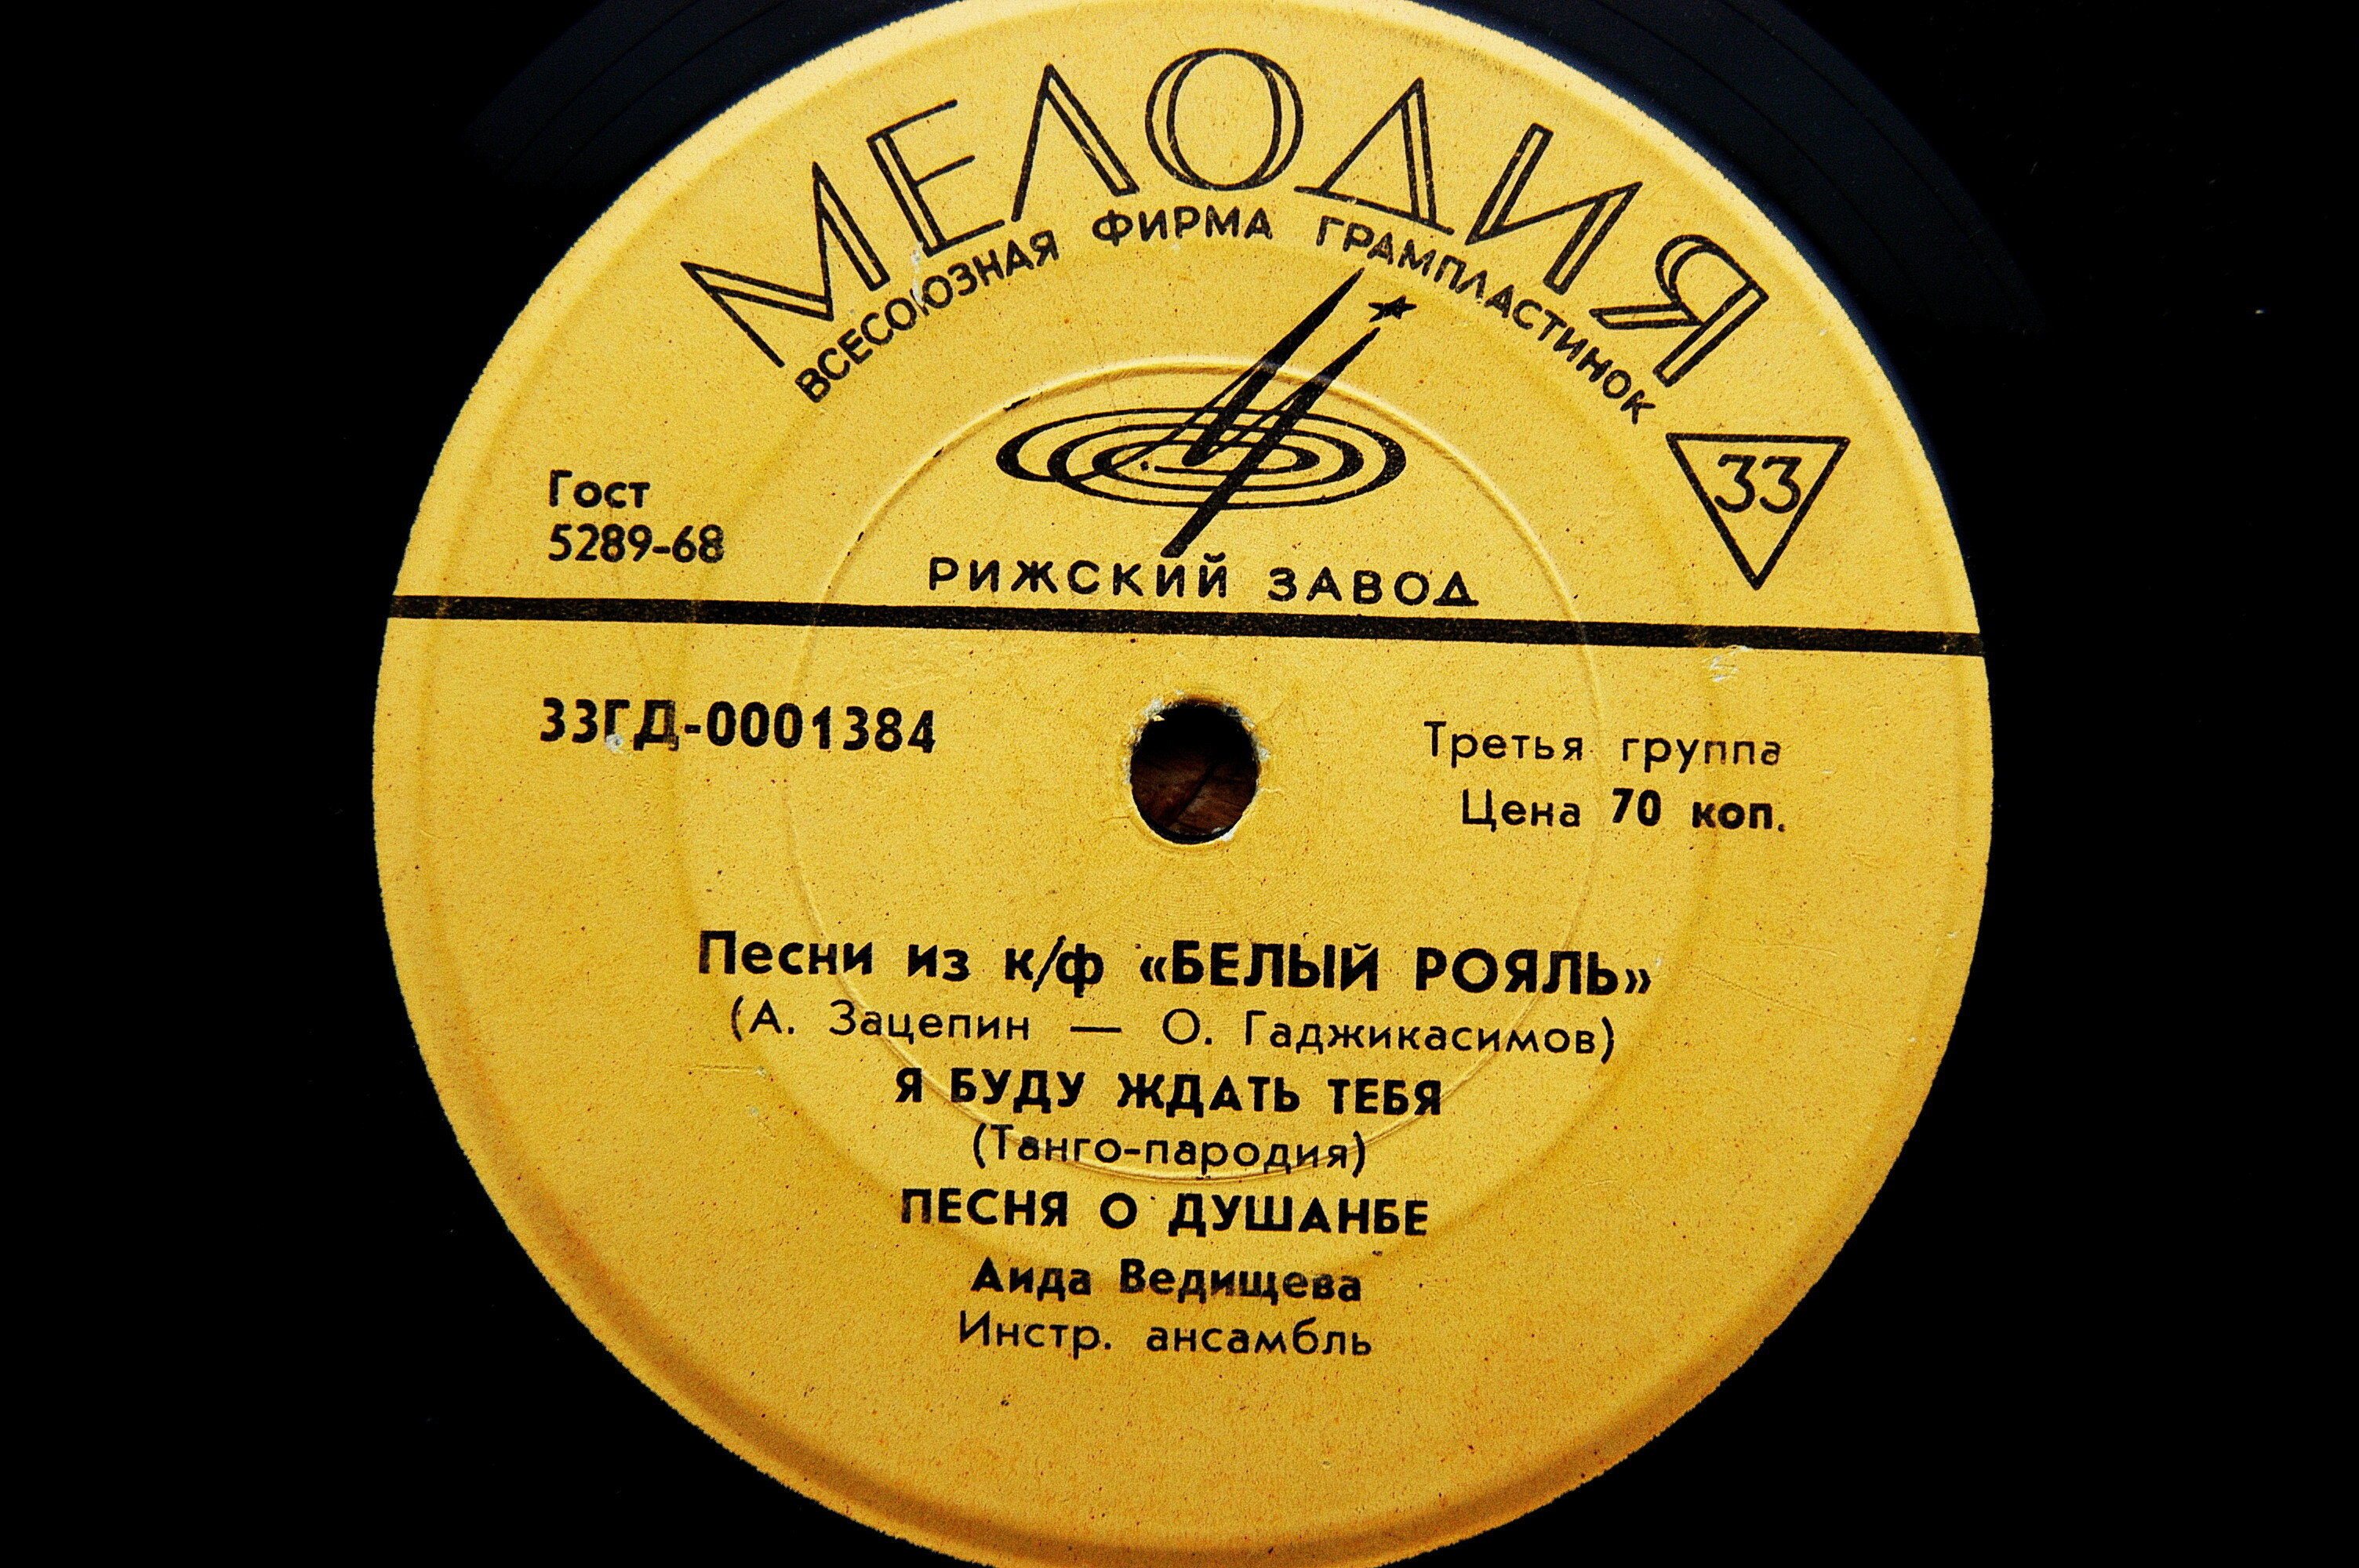 МЕЛОДИЯ
ВСЕСОЮЗНАЯ ФИРМА ГРАМПЛАСТИНОК
33
Гост
5289-68
РИЖСКИЙ ЗАВОД
33ГД-0001384
Третья группа
Цена 70 коп.
Песни из к/ф «БЕЛЫЙ РОЯЛЬ»
(А. Зацепин — О. Гаджикасимов)
Я БУДУ ЖДАТЬ ТЕБЯ
(Танго-пародия)
ПЕСНЯ О ДУШАНБЕ
Аида Ведищева
Инстр. ансамбль